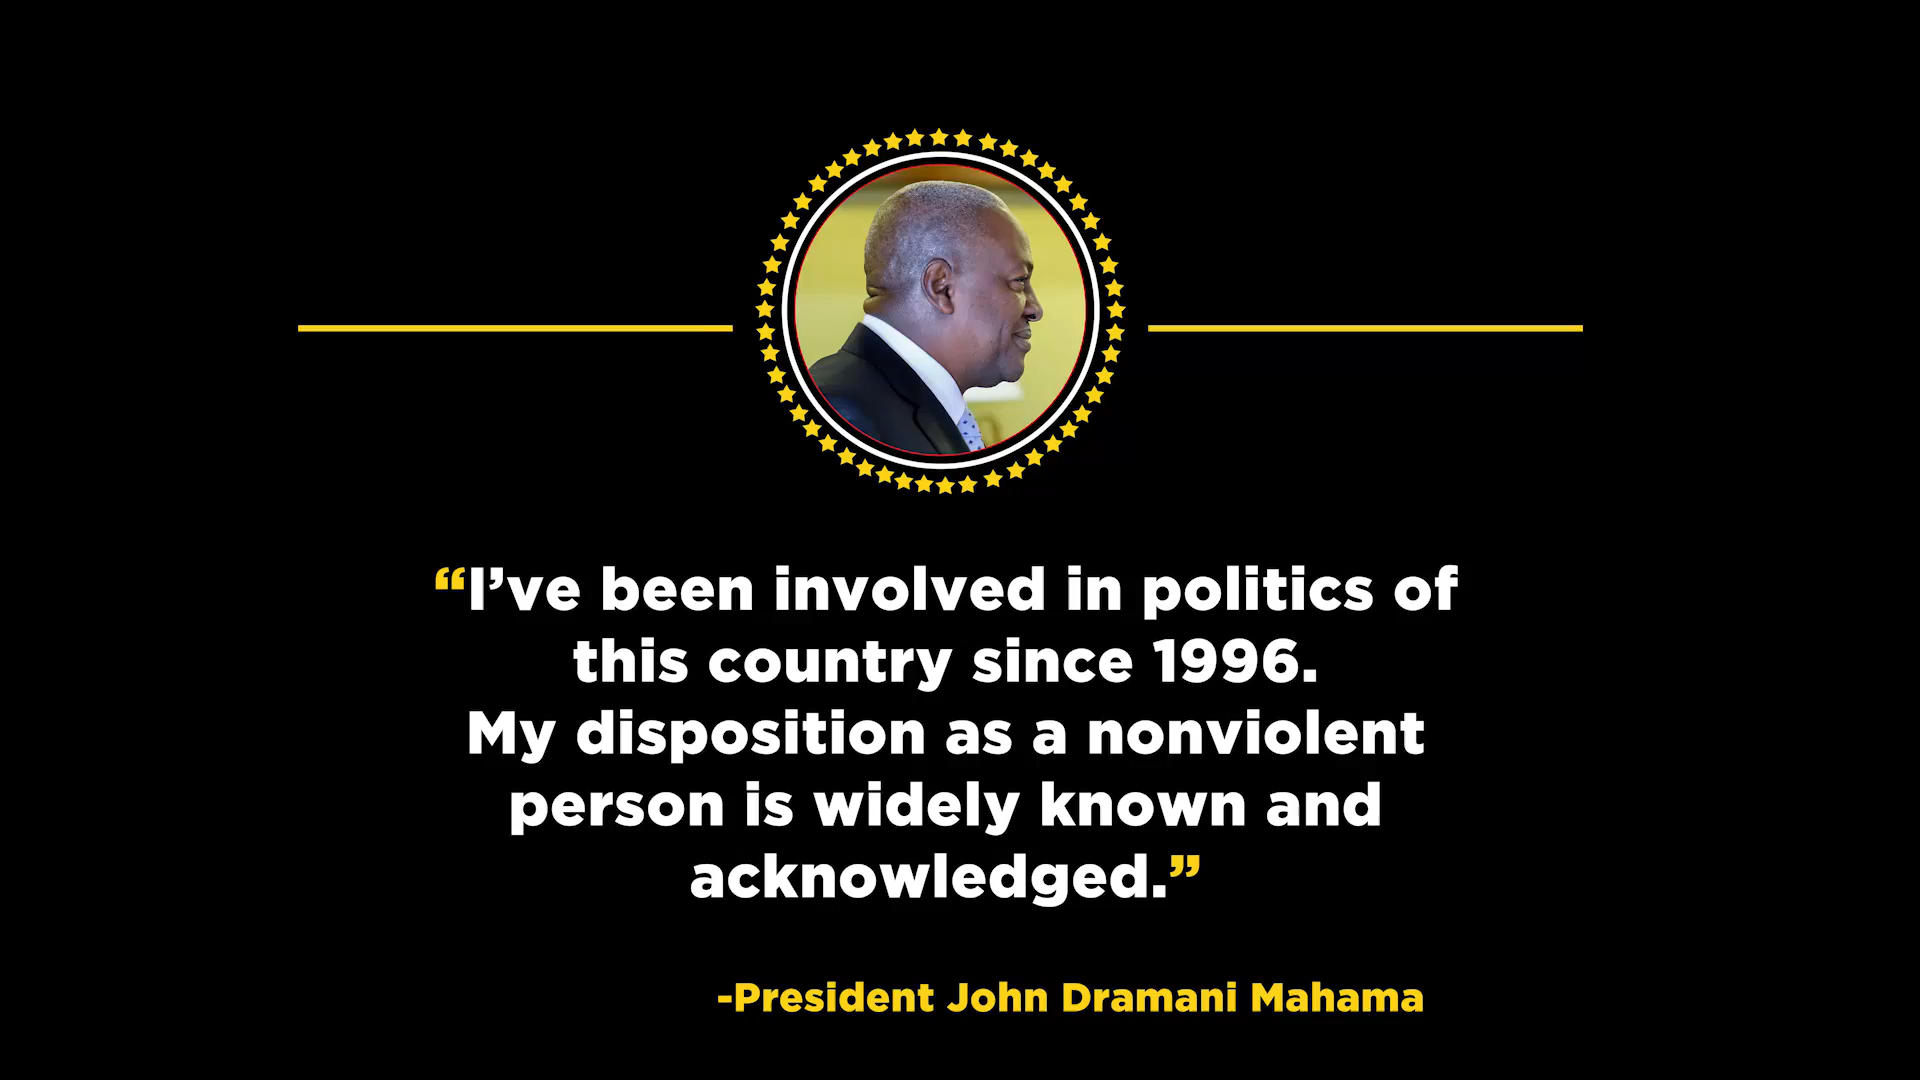 “I’ve been involved in politics of
this country since 1996.
My disposition as a nonviolent
person is widely known and
acknowledged.”
-President John Dramani Mahama